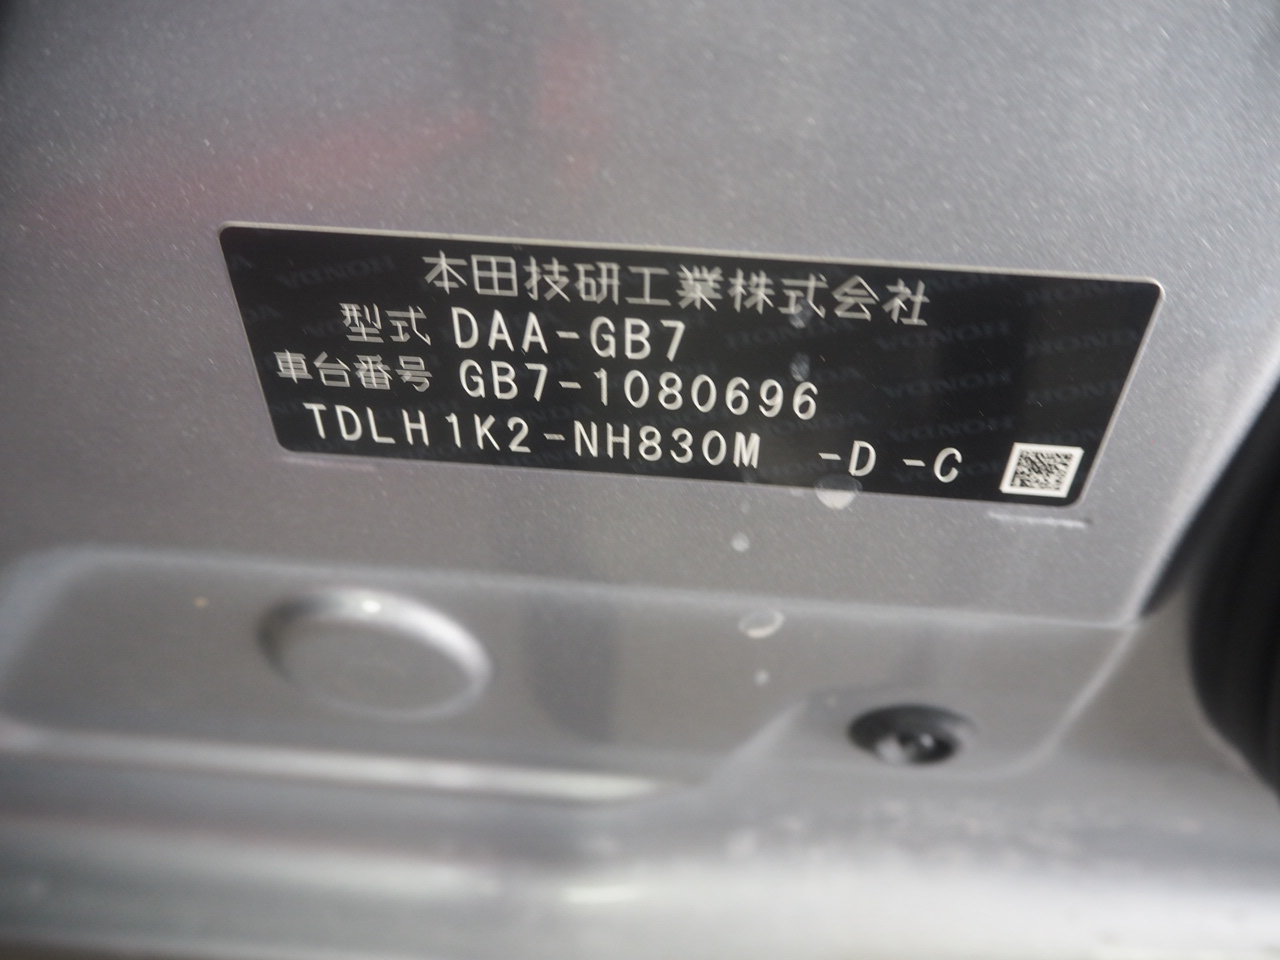 本田技研工業株式会社
型式 DAA-GB7
車台番号 GB7-1080696
TDLH1K2-NH830M -D -C